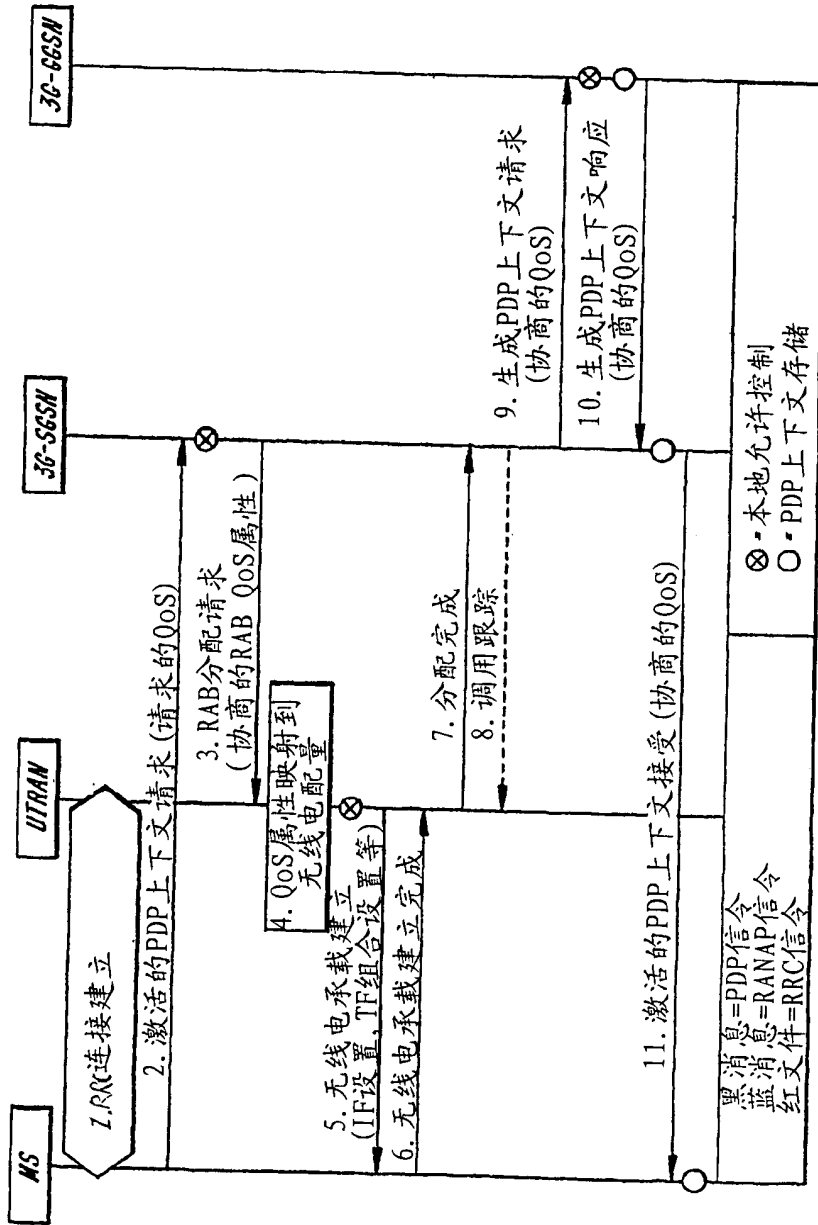 MS
UTRAN
3G-SGSN
3G-GGSN
1.RRC连接建立
2.激活的PDP上下文请求(请求的QoS)
3.RAB分配请求
(协商的RAB QoS属性)
4.QoS属性映射到
无线电配量
5.无线电承载建立
(IF设置,TF组合设置等)
6.无线电承载建立完成
7.分配完成
8.调用跟踪
9.生成PDP上下文请求
(协商的QoS)
10.生成PDP上下文响应
(协商的QoS)
11.激活的PDP上下文接受(协商的QoS)
黑消息=PDP信令
蓝消息=RANAP信令
红文件=RRC信令
⊗-本地允许控制
○-PDP上下文存储